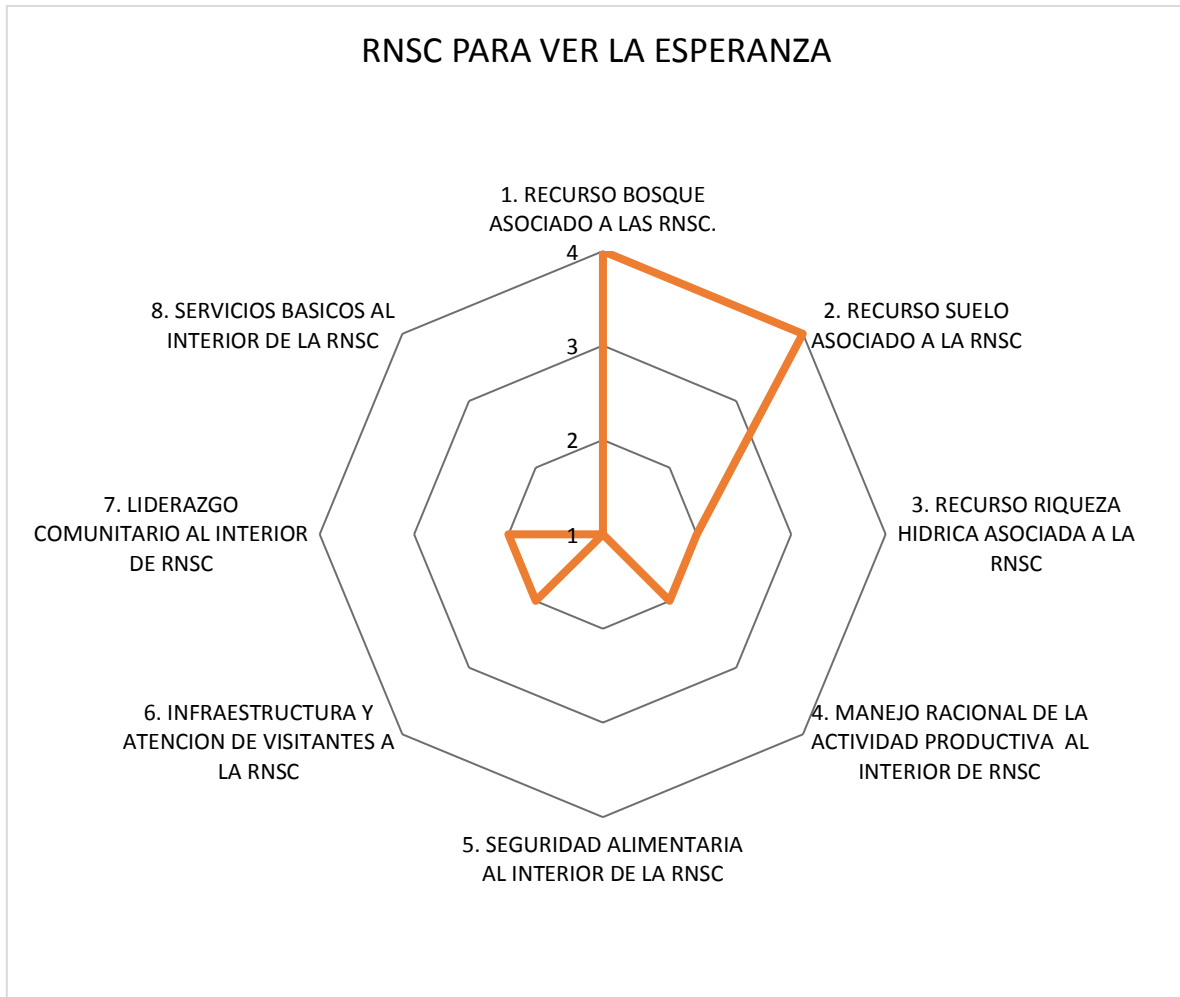 RNSC PARA VER LA ESPERANZA
1. RECURSO BOSQUE
ASOCIADO A LAS RNSC.
4
3
2
1
2. RECURSO SUELO
ASOCIADO A LA RNSC
3. RECURSO RIQUEZA
HIDRICA ASOCIADA A LA
RNSC
4. MANEJO RACIONAL DE LA
ACTIVIDAD PRODUCTIVA  AL
INTERIOR DE RNSC
5. SEGURIDAD ALIMENTARIA
AL INTERIOR DE LA RNSC
6. INFRAESTRUCTURA Y
ATENCION DE VISITANTES A
LA RNSC
7. LIDERAZGO
COMUNITARIO AL INTERIOR
DE RNSC
8. SERVICIOS BASICOS AL
INTERIOR DE LA RNSC